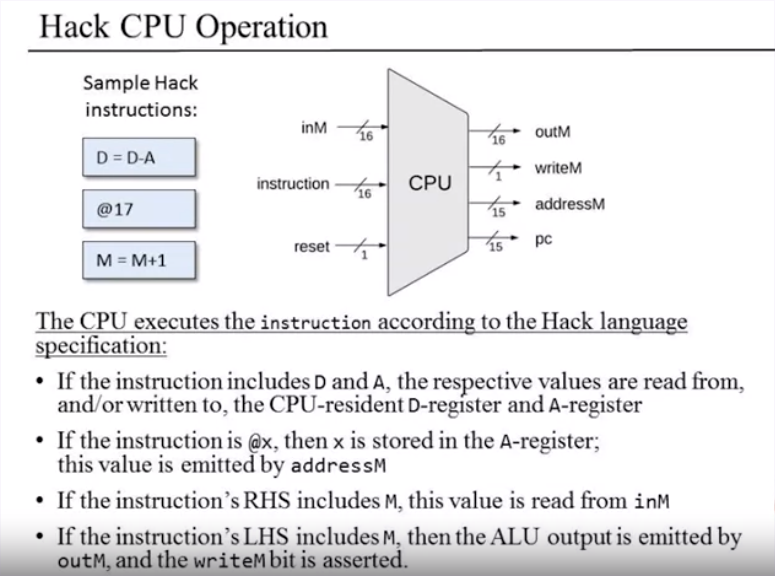 Hack CPU Operation
Sample Hack
instructions:
D = D-A
@17
M = M+1
inM
16
instruction
16
reset
1
CPU
16
outM
1
writeM
15
addressM
15
pc
The CPU executes the instruction according to the Hack language
specification:
• If the instruction includes D and A, the respective values are read from,
and/or written to, the CPU-resident D-register and A-register
• If the instruction is @x, then x is stored in the A-register;
this value is emitted by addressM
• If the instruction's RHS includes M, this value is read from inM
• If the instruction's LHS includes M, then the ALU output is emitted by
outM, and the writeM bit is asserted.